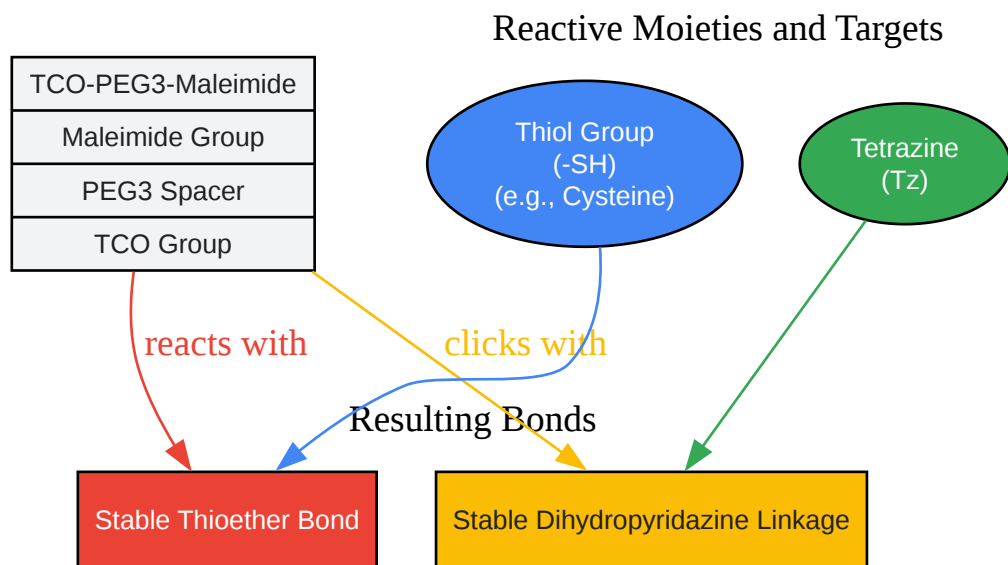 Reactive Moieties and Targets
TCO-PEG3-Maleimide
Maleimide Group
PEG3 Spacer
TCO Group
Thiol Group
(-SH)
(e.g., Cysteine)
Tetrazine
(Tz)
reacts with
clicks with
Resulting Bonds
Stable Thioether Bond
Stable Dihydropyridazine Linkage